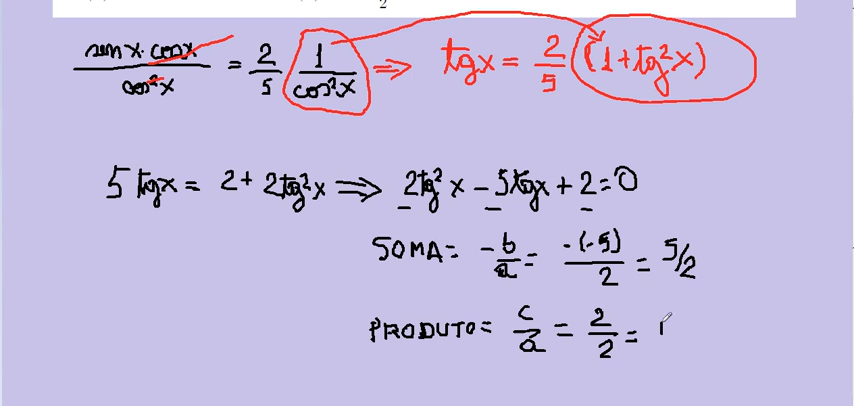 2
sen x · cos x / cos² x = 2/5 1/cos² x ⇒ tg x = 2/5 (1 + tg² x)
5 tg x = 2 + 2 tg² x ⇒ 2 tg² x - 5 tg x + 2 = 0
SOMA = -b/a = -(-5)/2 = 5/2
PRODUTO = c/a = 2/2 = 1